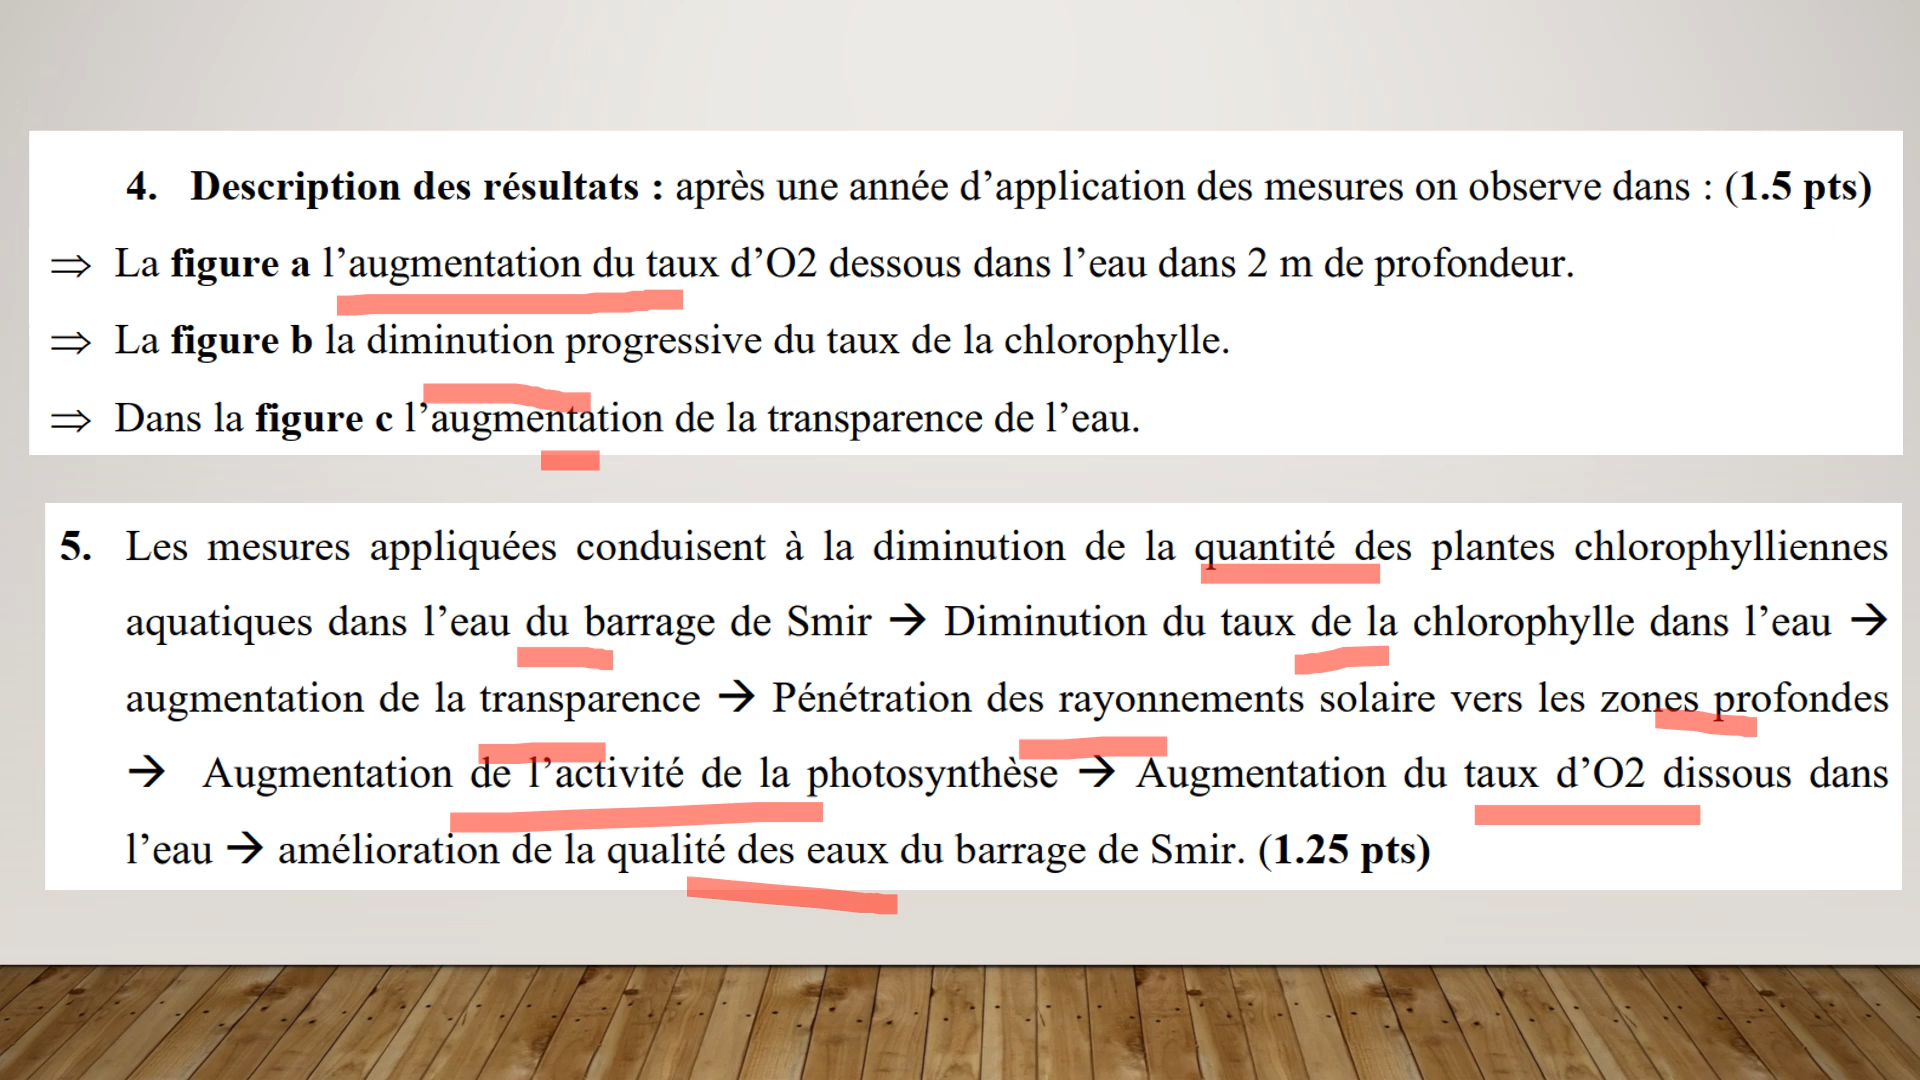 4. Description des résultats : après une année d’application des mesures on observe dans : (1.5 pts)
⇒ La figure a l’augmentation du taux d’O2 dessous dans l’eau dans 2 m de profondeur.
⇒ La figure b la diminution progressive du taux de la chlorophylle.
⇒ Dans la figure c l’augmentation de la transparence de l’eau.
5. Les mesures appliquées conduisent à la diminution de la quantité des plantes chlorophylliennes
aquatiques dans l’eau du barrage de Smir → Diminution du taux de la chlorophylle dans l’eau →
augmentation de la transparence → Pénétration des rayonnements solaire vers les zones profondes
→ Augmentation de l’activité de la photosynthèse → Augmentation du taux d’O2 dissous dans
l’eau → amélioration de la qualité des eaux du barrage de Smir. (1.25 pts)